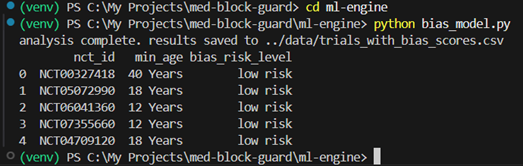 (venv) PS C:\My Projects\med-block-guard> cd ml-engine
(venv) PS C:\My Projects\med-block-guard\ml-engine> python bias_model.py
analysis complete. results saved to ../data/trials_with_bias_scores.csv
nct_id min_age bias_risk_level
0 NCT00327418 40 Years low risk
1 NCT05072990 18 Years low risk
2 NCT06041360 12 Years low risk
3 NCT07355660 12 Years low risk
4 NCT04709120 18 Years low risk
(venv) PS C:\My Projects\med-block-guard\ml-engine>